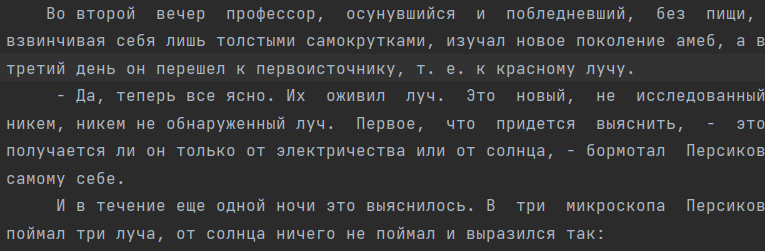 Во второй вечер профессор, осунувшийся и побледневший, без пищи,
взвинчивая себя лишь толстыми самокрутками, изучал новое поколение амеб, а в
третий день он перешел к первоисточнику, т. е. к красному лучу.
- Да, теперь все ясно. Их оживил луч. Это новый, не исследованный
никем, никем не обнаруженный луч. Первое, что придется выяснить, - это
получается ли он только от электричества или от солнца, - бормотал Персиков
самому себе.
И в течение еще одной ночи это выяснилось. В три микроскопа Персиков
поймал три луча, от солнца ничего не поймал и выразился так: